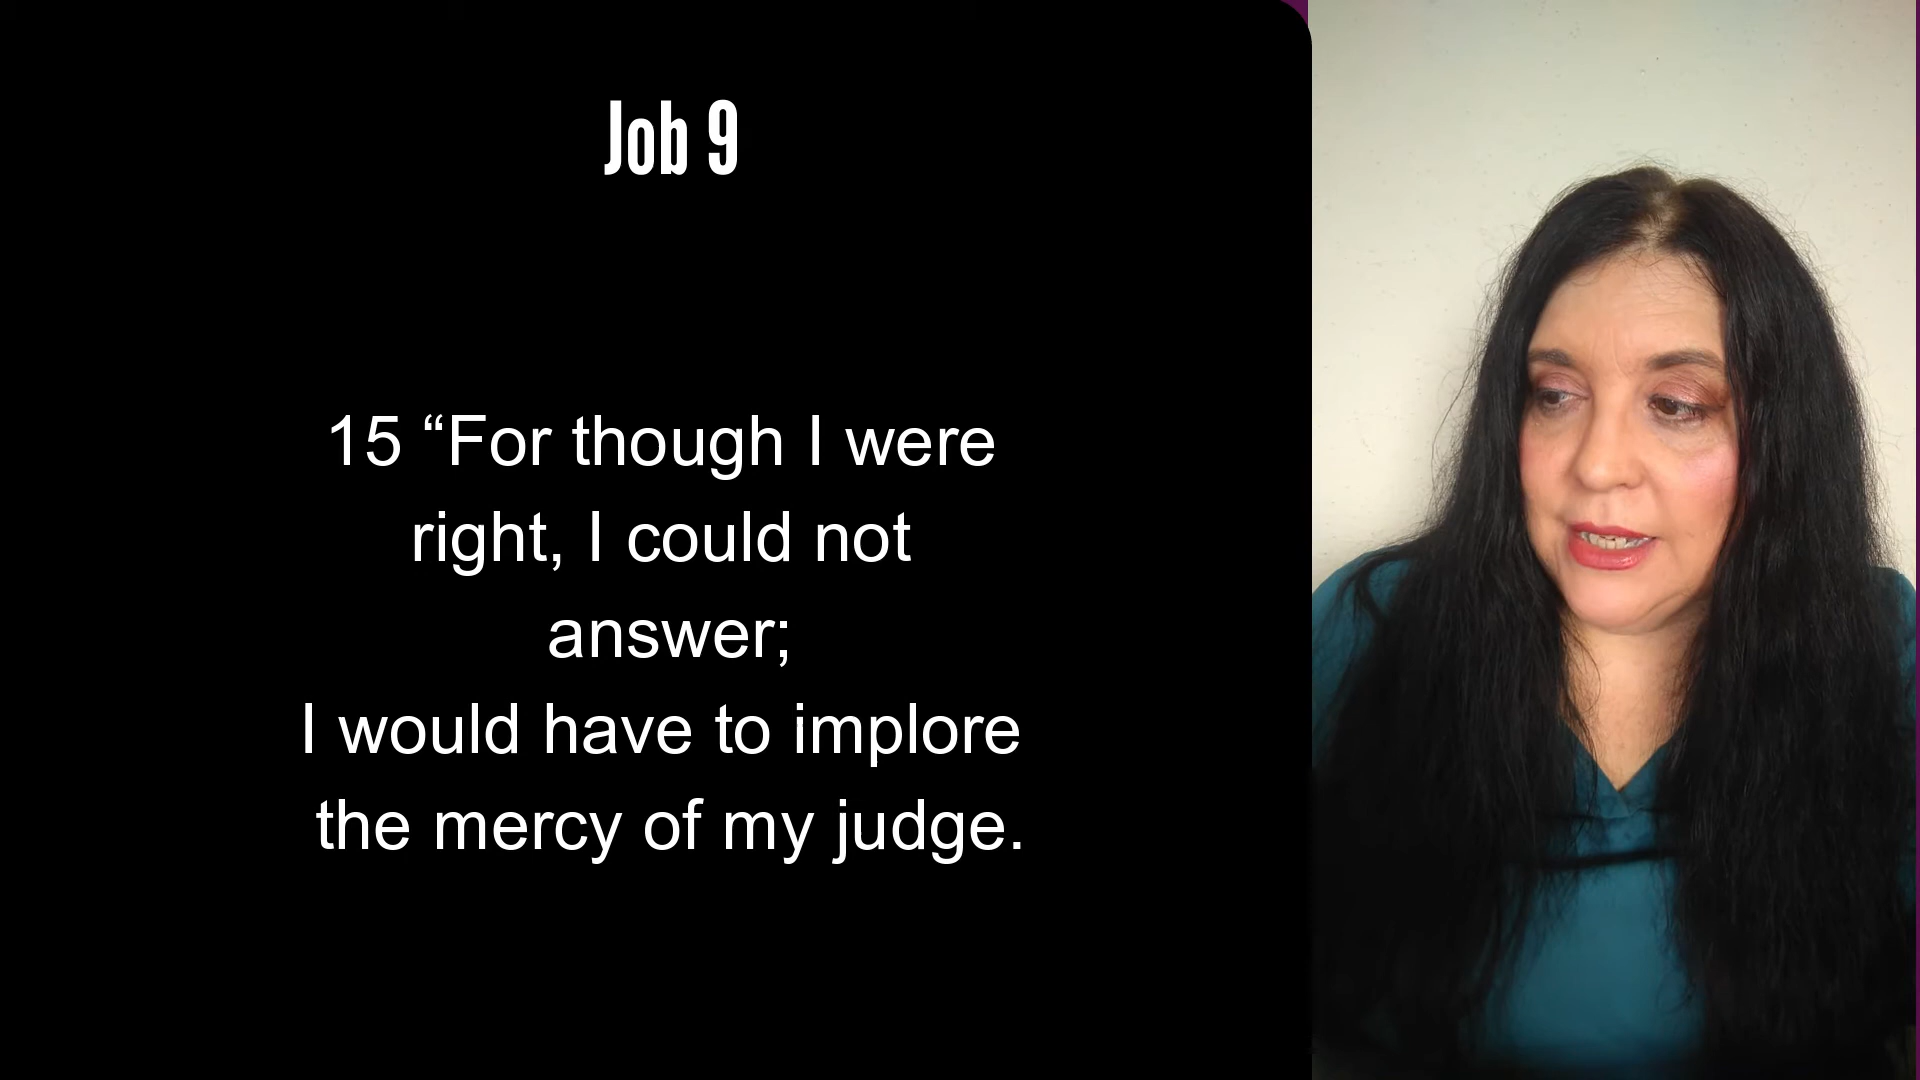 Job 9
15 “For though I were
right, I could not
answer;
I would have to implore
the mercy of my judge.